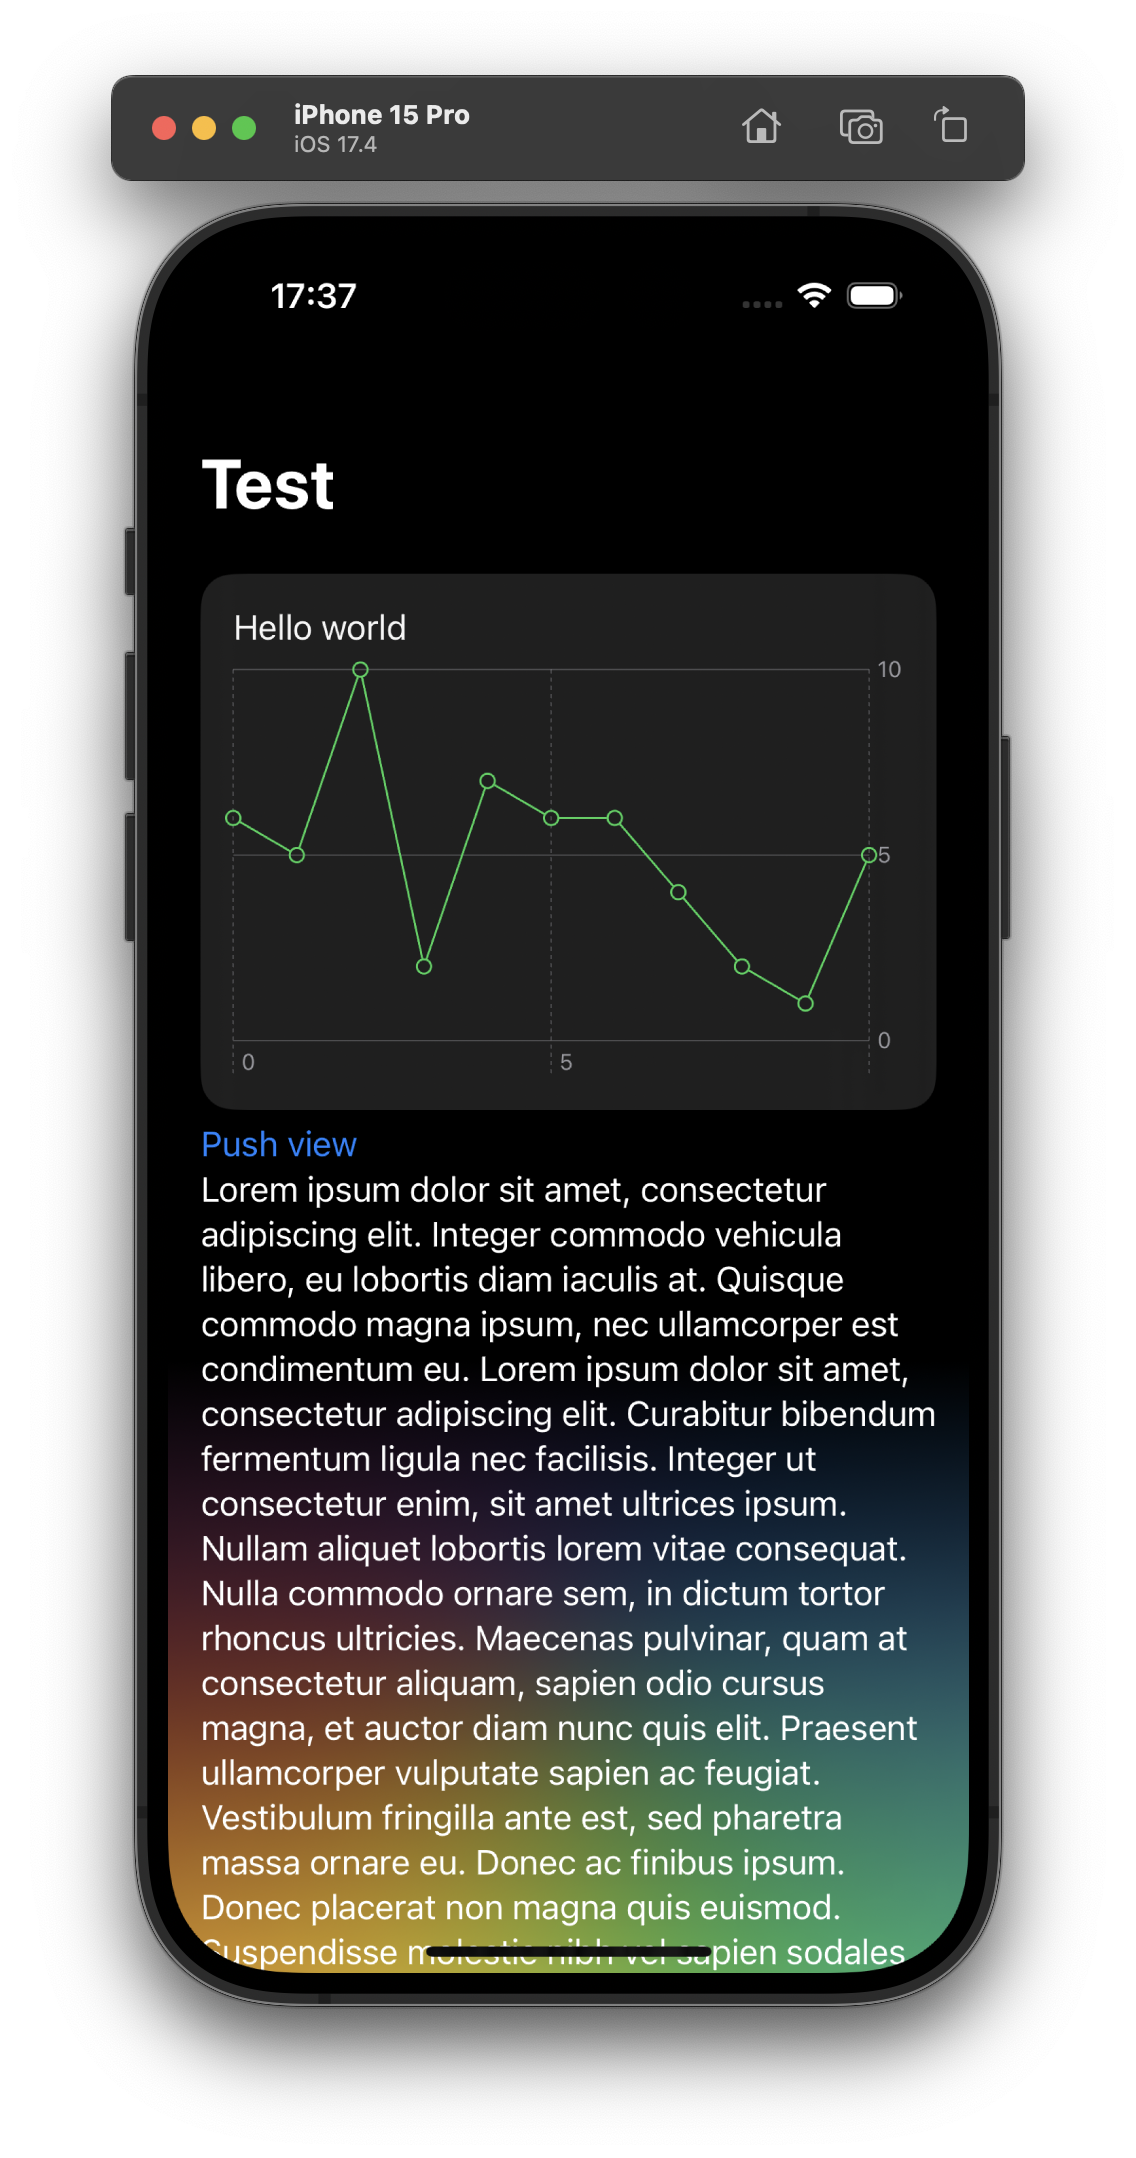 iPhone 15 Pro
iOS 17.4
17:37
Test
Hello world
10
5
0
0
5
Push view
Lorem ipsum dolor sit amet, consectetur
adipiscing elit. Integer commodo vehicula
libero, eu lobortis diam iaculis at. Quisque
commodo magna ipsum, nec ullamcorper est
condimentum eu. Lorem ipsum dolor sit amet,
consectetur adipiscing elit. Curabitur bibendum
fermentum ligula nec facilisis. Integer ut
consectetur enim, sit amet ultrices ipsum.
Nullam aliquet lobortis lorem vitae consequat.
Nulla commodo ornare sem, in dictum tortor
rhoncus ultricies. Maecenas pulvinar, quam at
consectetur aliquam, sapien odio cursus
magna, et auctor diam nunc quis elit. Praesent
ullamcorper vulputate sapien ac feugiat.
Vestibulum fringilla ante est, sed pharetra
massa ornare eu. Donec ac finibus ipsum.
Donec placerat non magna quis euismod.
Suspendisse molestie nibh vel sapien sodales